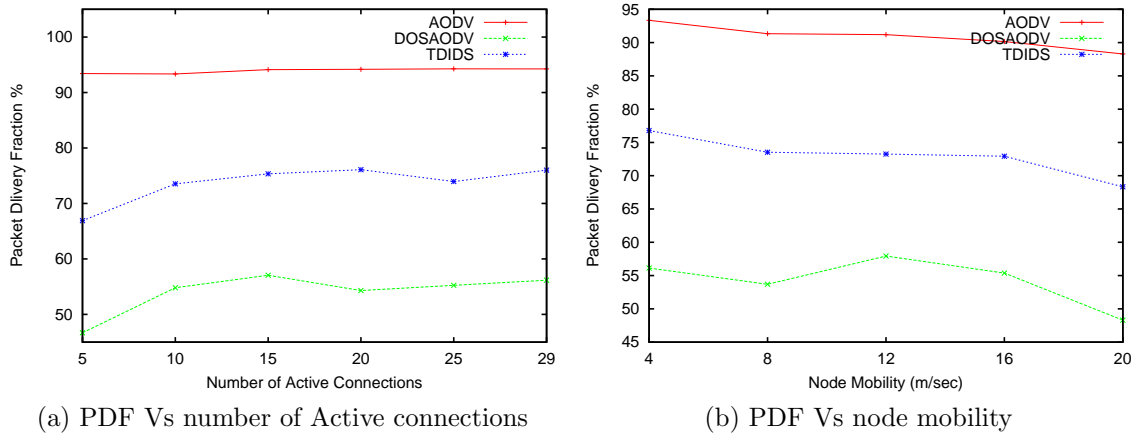 AODV
DOSAODV
TDIDS
100
90
80
70
60
50
Packet Dlivery Fraction %
5 10 15 20 25 29
Number of Active Connections
(a) PDF Vs number of Active connections
AODV
DOSAODV
TDIDS
95
90
85
80
75
70
65
60
55
50
45
Packet Dlivery Fraction %
4 8 12 16 20
Node Mobility (m/sec)
(b) PDF Vs node mobility